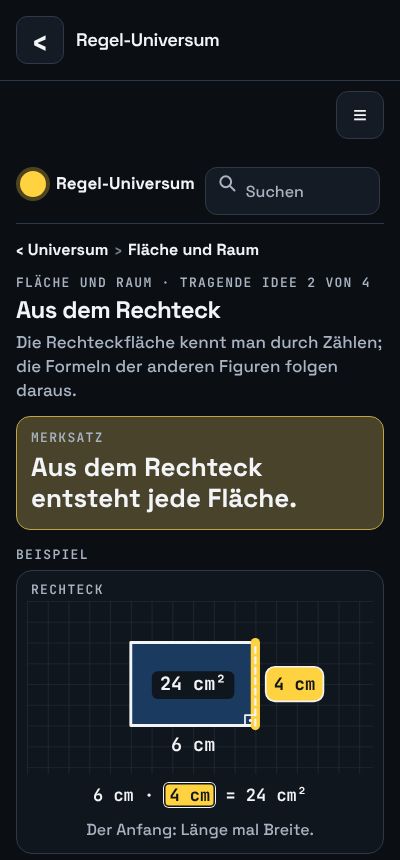 < Regel-Universum
≡
Regel-Universum
Suchen
< Universum > Fläche und Raum
FLÄCHE UND RAUM · TRAGENDE IDEE 2 VON 4
Aus dem Rechteck
Die Rechteckfläche kennt man durch Zählen;
die Formeln der anderen Figuren folgen
daraus.
MERKSATZ
Aus dem Rechteck
entsteht jede Fläche.
BEISPIEL
RECHTECK
24 cm²
4 cm
6 cm
6 cm · 4 cm = 24 cm²
Der Anfang: Länge mal Breite.